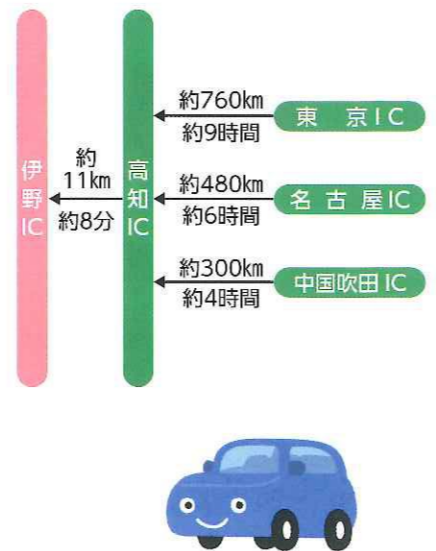 伊野IC
約
11km
約8分
高知IC
約760km
約9時間
東京IC
約480km
約6時間
名古屋IC
約300km
約4時間
中国吹田IC